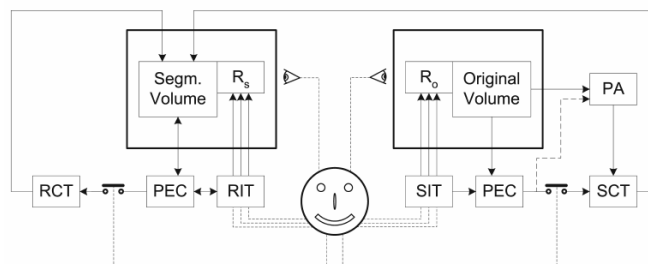 Segm.
Volume
Rs
Ro
Original
Volume
PA
RCT
PEC
RIT
SIT
PEC
SCT